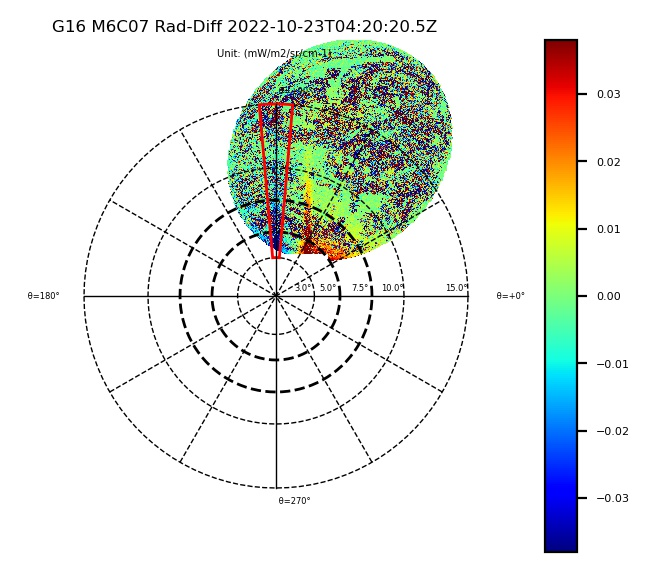 G16 M6C07 Rad-Diff 2022-10-23T04:20:20.5Z
Unit: (mW/m2/sr/cm-1)
0.03
0.02
0.01
0.00
−0.01
−0.02
−0.03
3.0° 5.0° 7.5° 10.0° 15.0°
θ=180°
θ=+0°
θ=270°